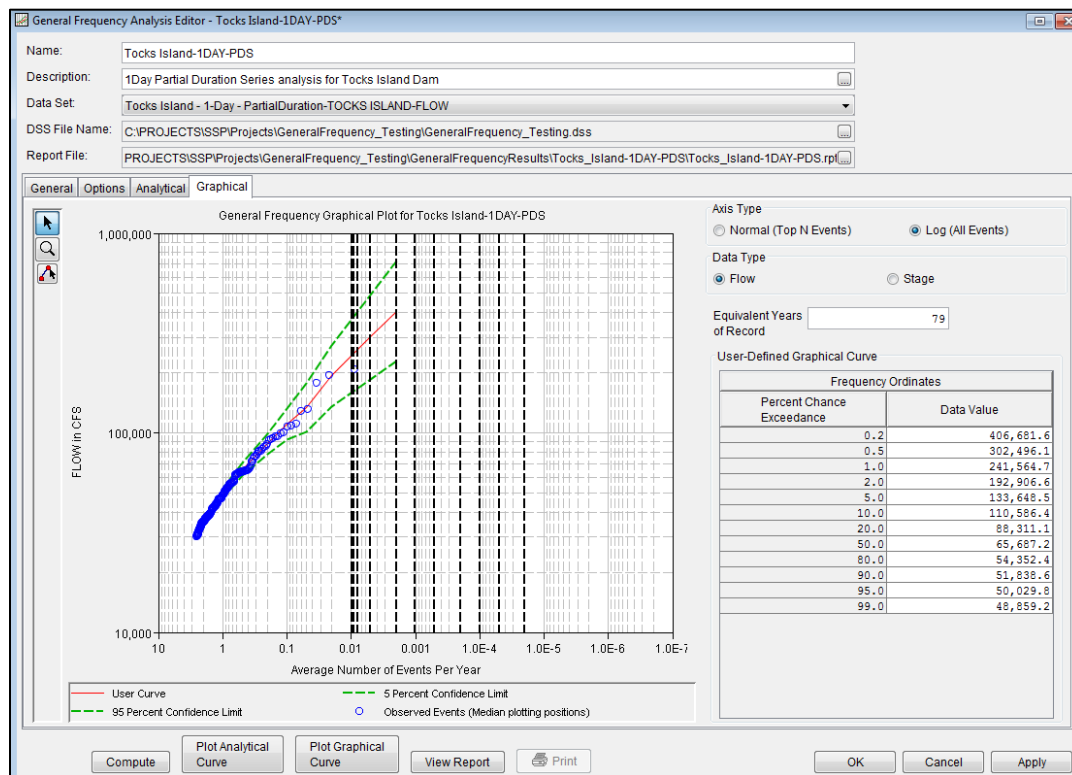 General Frequency Analysis Editor - Tocks Island-1DAY-PDS*
Name: Tocks Island-1DAY-PDS
Description: 1Day Partial Duration Series analysis for Tocks Island Dam ...
Data Set: Tocks Island - 1-Day - PartialDuration-TOCKS ISLAND-FLOW
DSS File Name: C:\PROJECTS\SSP\Projects\GeneralFrequency_Testing\GeneralFrequency_Testing.dss ...
Report File: PROJECTS\SSP\Projects\GeneralFrequency_Testing\GeneralFrequencyResults\Tocks_Island-1DAY-PDS\Tocks_Island-1DAY-PDS.rpt ...
General Options Analytical Graphical
General Frequency Graphical Plot for Tocks Island-1DAY-PDS
1,000,000
100,000
10,000
FLOW in CFS
10 1 0.1 0.01 0.001 1.0E-4 1.0E-5 1.0E-6 1.0E-7
Average Number of Events Per Year
User Curve 5 Percent Confidence Limit
95 Percent Confidence Limit Observed Events (Median plotting positions)
Axis Type
Normal (Top N Events) Log (All Events)
Data Type
Flow Stage
Equivalent Years
of Record 79
User-Defined Graphical Curve
Frequency Ordinates
Percent Chance
Exceedance Data Value
0.2 406,681.6
0.5 302,496.1
1.0 241,564.7
2.0 192,906.6
5.0 133,648.5
10.0 110,586.4
20.0 88,311.1
50.0 65,687.2
80.0 54,352.4
90.0 51,838.6
95.0 50,029.8
99.0 48,859.2
Compute
Plot Analytical
Curve
Plot Graphical
Curve
View Report
Print
OK
Cancel
Apply